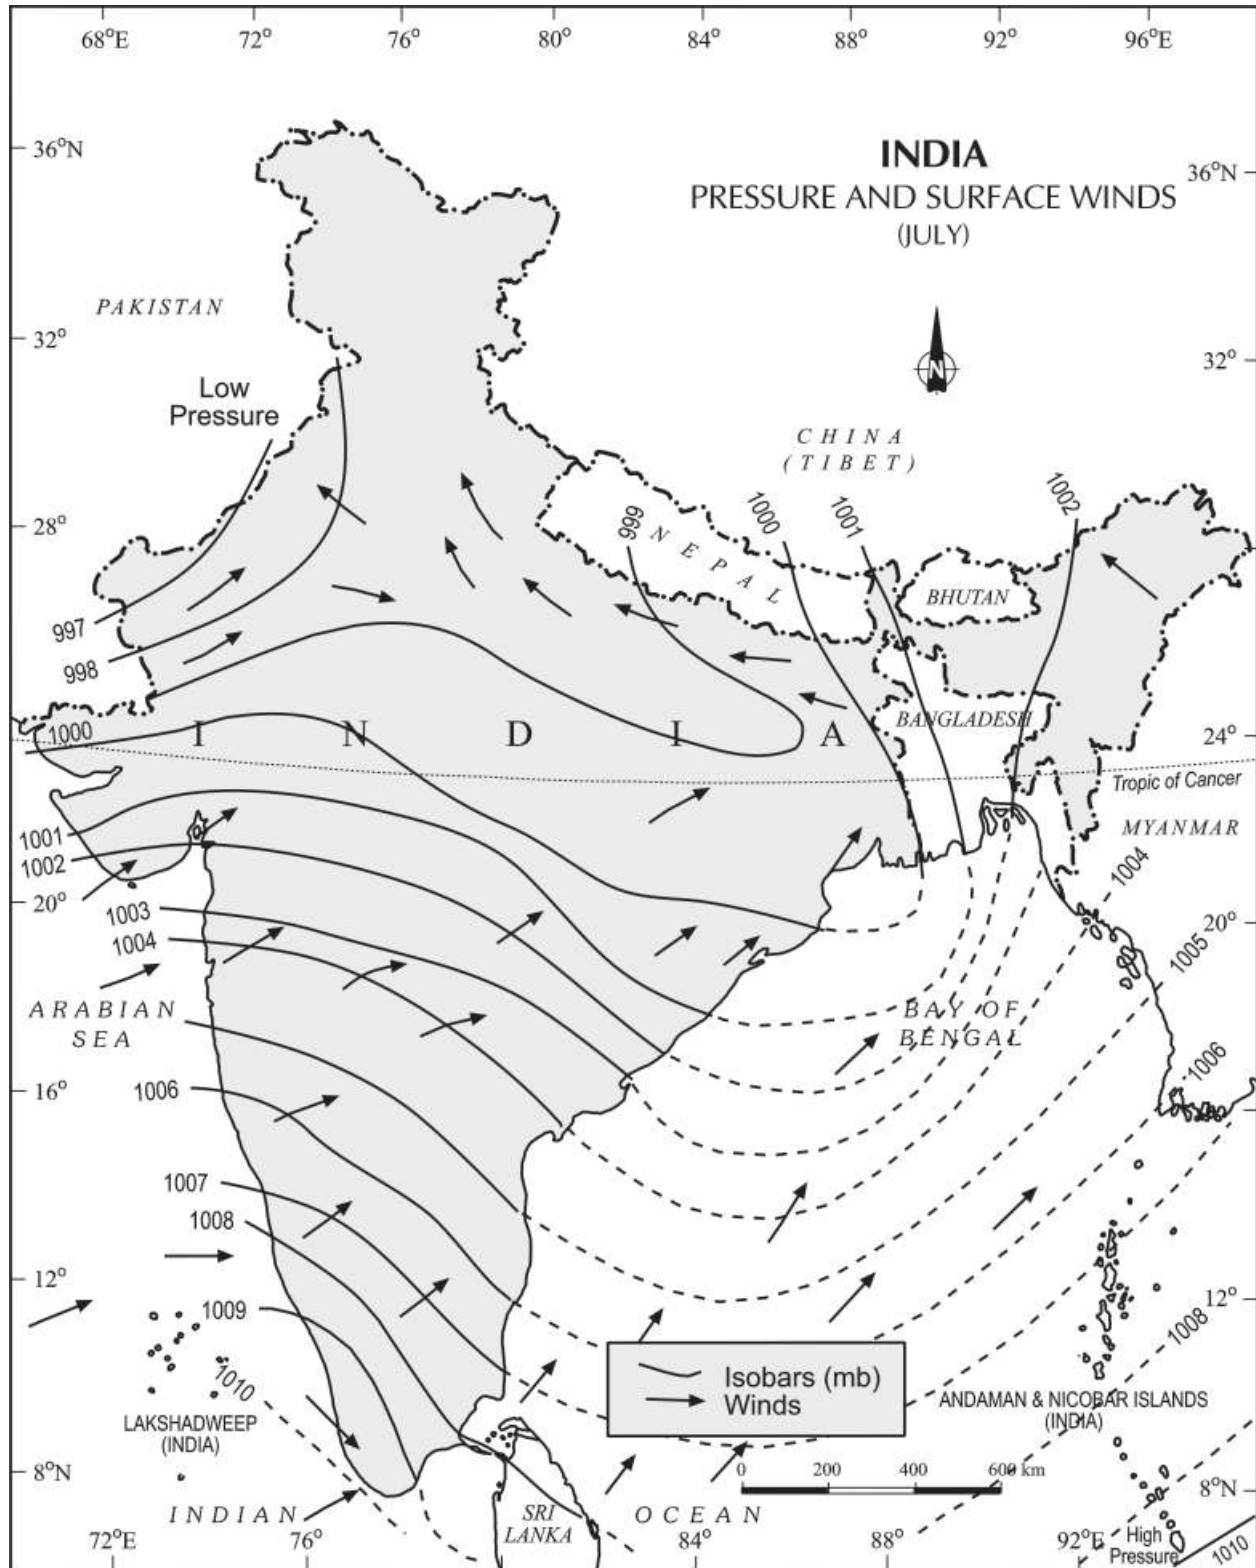 68°E 72° 76° 80° 84° 88° 92° 96°E
36°N
INDIA
PRESSURE AND SURFACE WINDS
(JULY)
36°N
PAKISTAN
32°
N
32°
Low
Pressure
CHINA
(TIBET)
28°
999
1000
1001
1002
NEPAL
BHUTAN
997
998
BANGLADESH
1000
INDIA
24°
Tropic of Cancer
MYANMAR
1001
1002
20°
1003
1004
1004
20°
1005
ARABIAN
SEA
BAY OF
BENGAL
16°
1006
1006
1007
1008
12°
1009
12°
1008
1010
Isobars (mb)
Winds
LAKSHADWEEP
(INDIA)
ANDAMAN & NICOBAR ISLANDS
(INDIA)
8°N
0 200 400 600 km
8°N
INDIAN
SRI
LANKA
OCEAN
High
Pressure
1010
72°E 76° 84° 88° 92°E